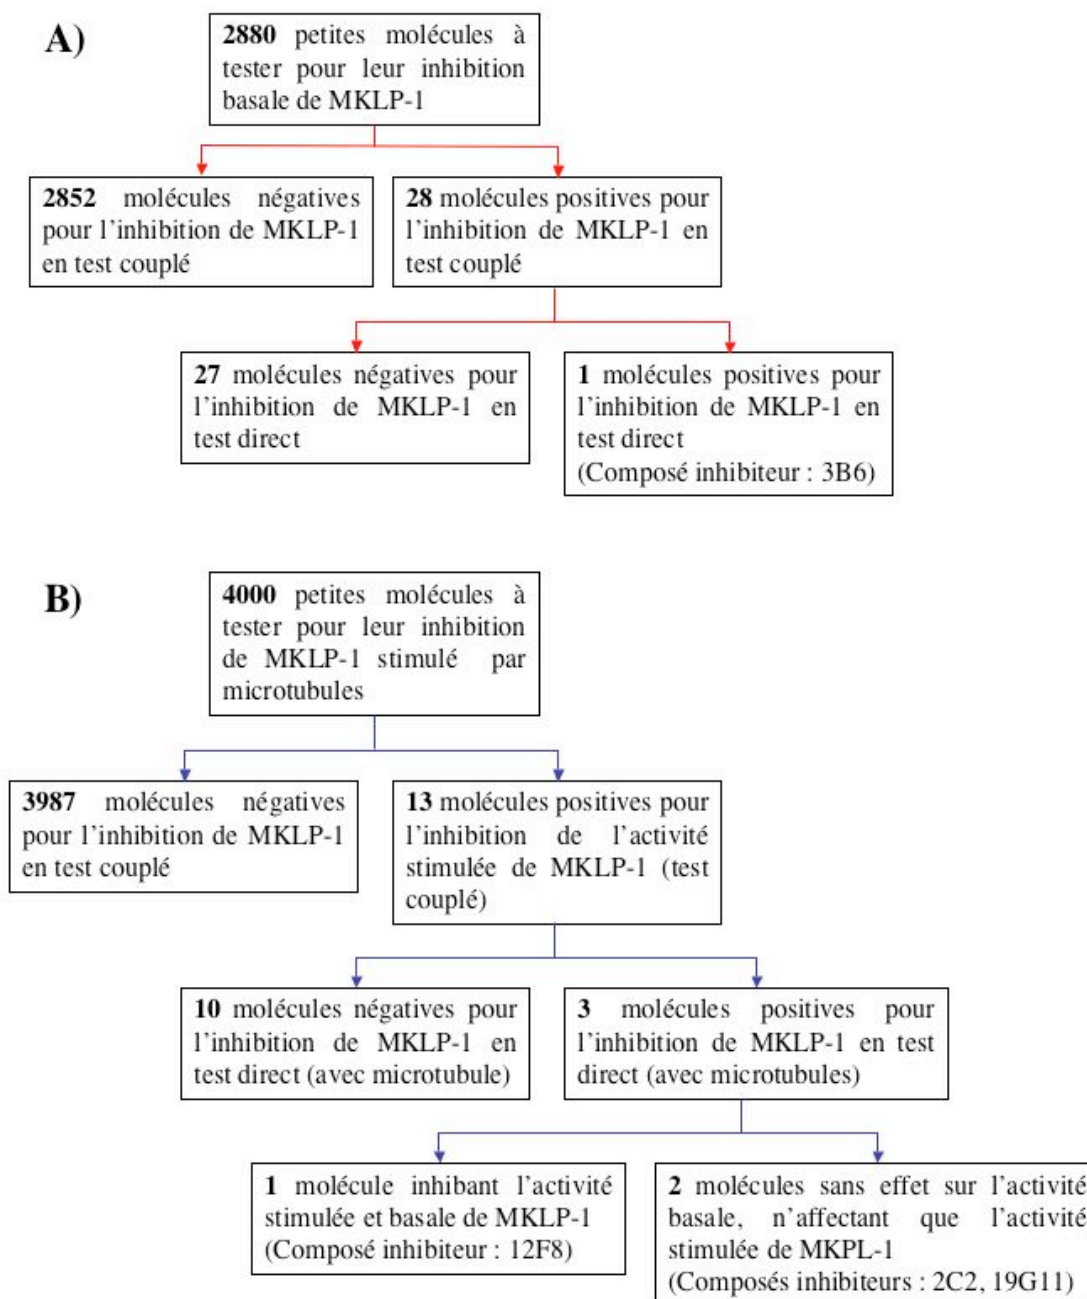 A)
2880 petites molécules à
tester pour leur inhibition
basale de MKLP-1
2852 molécules négatives
pour l'inhibition de MKLP-1
en test couplé
28 molécules positives pour
l'inhibition de MKLP-1 en
test couplé
27 molécules négatives pour
l'inhibition de MKLP-1 en
test direct
1 molécules positives pour
l'inhibition de MKLP-1 en
test direct
(Composé inhibiteur : 3B6)
B)
4000 petites molécules à
tester pour leur inhibition
de MKLP-1 stimulé par
microtubules
3987 molécules négatives
pour l'inhibition de MKLP-1
en test couplé
13 molécules positives pour
l'inhibition de l'activité
stimulée de MKLP-1 (test
couplé)
10 molécules négatives pour
l'inhibition de MKLP-1 en
test direct (avec microtubule)
3 molécules positives pour
l'inhibition de MKLP-1 en test
direct (avec microtubules)
1 molécule inhibant l'activité
stimulée et basale de MKLP-1
(Composé inhibiteur : 12F8)
2 molécules sans effet sur l'activité
basale, n'affectant que l'activité
stimulée de MKPL-1
(Composés inhibiteurs : 2C2, 19G11)